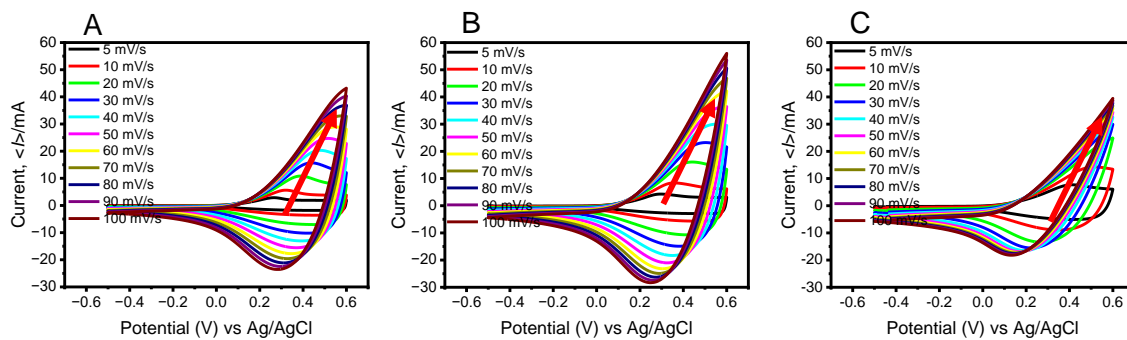 A
Current, <I>/mA
60
50
40
30
20
10
0
−10
−20
−30
5 mV/s
10 mV/s
20 mV/s
30 mV/s
40 mV/s
50 mV/s
60 mV/s
70 mV/s
80 mV/s
90 mV/s
100 mV/s
−0.6 −0.4 −0.2 0.0 0.2 0.4 0.6
Potential (V) vs Ag/AgCl
B
Current, <I>/mA
60
50
40
30
20
10
0
−10
−20
−30
5 mV/s
10 mV/s
20 mV/s
30 mV/s
40 mV/s
50 mV/s
60 mV/s
70 mV/s
80 mV/s
90 mV/s
100 mV/s
−0.6 −0.4 −0.2 0.0 0.2 0.4 0.6
Potential (V) vs Ag/AgCl
C
Current, <I>/mA
60
50
40
30
20
10
0
−10
−20
−30
5 mV/s
10 mV/s
20 mV/s
30 mV/s
40 mV/s
50 mV/s
60 mV/s
70 mV/s
80 mV/s
90 mV/s
100 mV/s
−0.6 −0.4 −0.2 0.0 0.2 0.4 0.6
Potential (V) vs Ag/AgCl